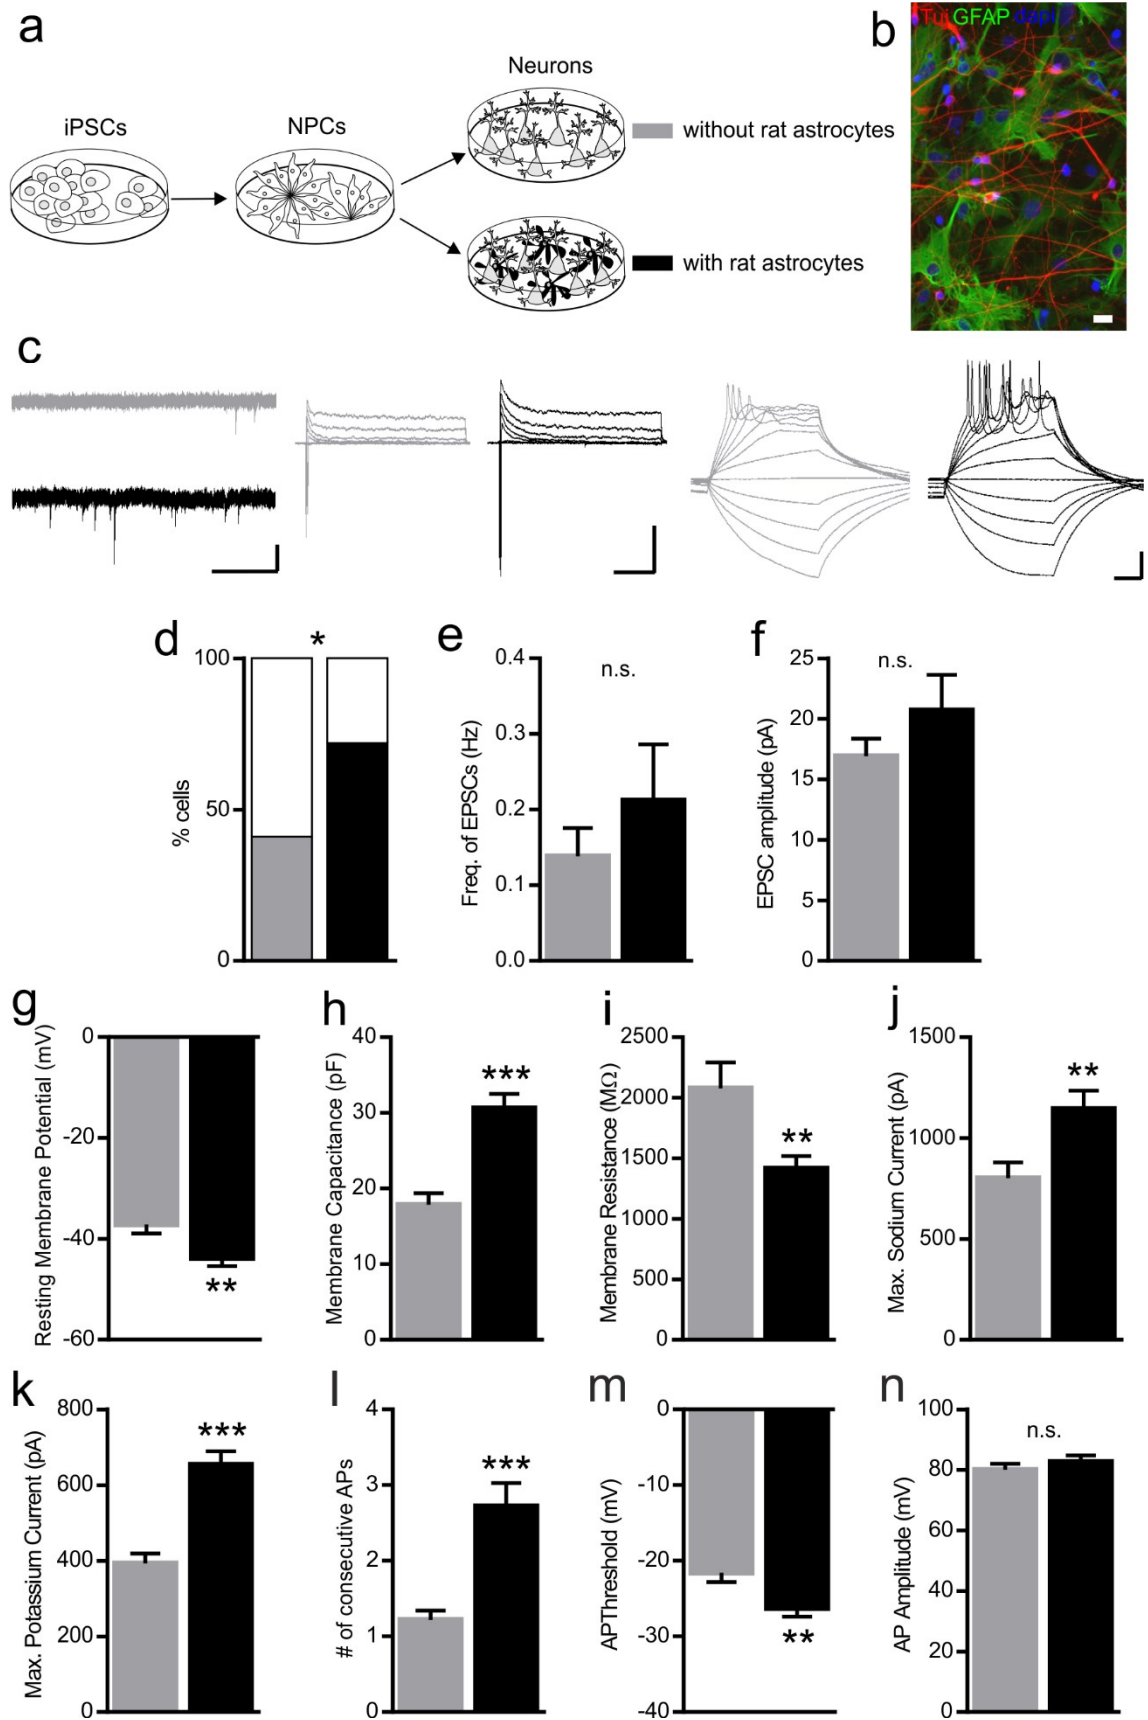 a
iPSCs
NPCs
Neurons
without rat astrocytes
with rat astrocytes
b
Tuj GFAP dapi
c
d
*
100
50
0
% cells
e
n.s.
0.4
0.3
0.2
0.1
0.0
Freq. of EPSCs (Hz)
f
n.s.
25
20
15
10
5
0
EPSC amplitude (pA)
g
0
-20
-40
-60
**
Resting Membrane Potential (mV)
h
***
40
30
20
10
0
Membrane Capacitance (pF)
i
**
2500
2000
1500
1000
500
0
Membrane Resistance (MΩ)
j
**
1500
1000
500
0
Max. Sodium Current (pA)
k
***
800
600
400
200
0
Max. Potassium Current (pA)
l
***
4
3
2
1
0
# of consecutive APs
m
0
-10
-20
-30
-40
**
APThreshold (mV)
n
n.s.
100
80
60
40
20
0
AP Amplitude (mV)